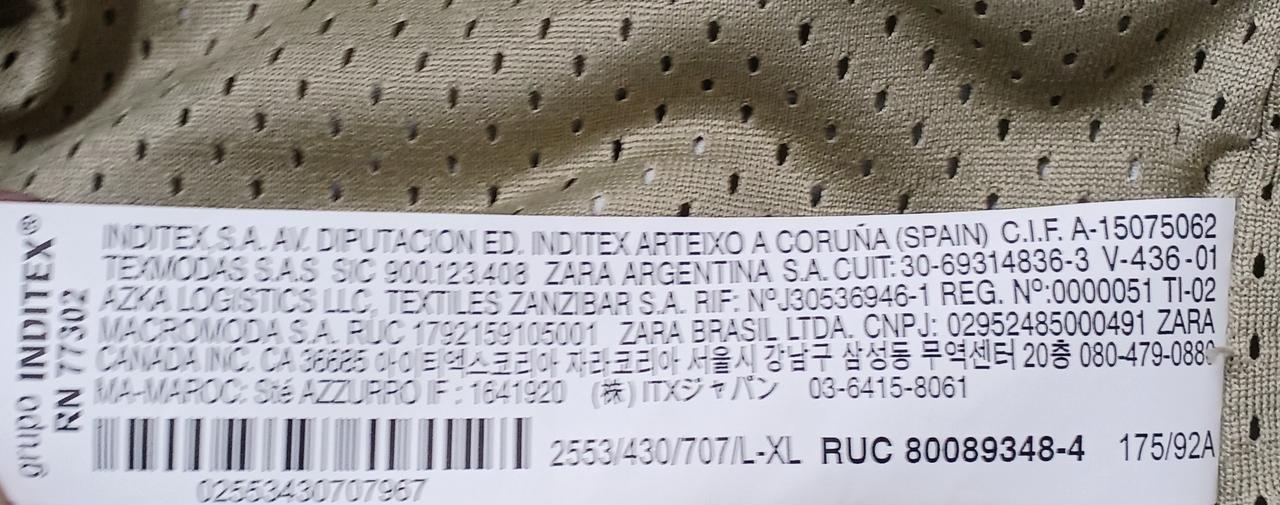 grupo INDITEX®
RN 77302
INDITEX.S.A. AV. DIPUTACION ED. INDITEX ARTEIXO A CORUÑA (SPAIN) C.I.F. A-15075062
TEXMODAS S.A.S SIC 900.123.408 ZARA ARGENTINA S.A. CUIT: 30-69314836-3 V-436-01
AZKA LOGISTICS LLC, TEXTILES ZANZIBAR S.A. RIF: NºJ30536946-1 REG. Nº:0000051 TI-02
MACROMODA S.A. RUC 1792159105001 ZARA BRASIL LTDA. CNPJ: 02952485000491 ZARA
CANADA INC. CA 36685 아이티엑스코리아 자라코리아 서울시 강남구 삼성동 무역센터 20층 080-479-0880
MA-MAROC: Sté AZZURRO IF : 1641920 (株) ITXジャパン 03-6415-8061
2553/430/707/L-XL RUC 80089348-4 175/92A
02553430707967